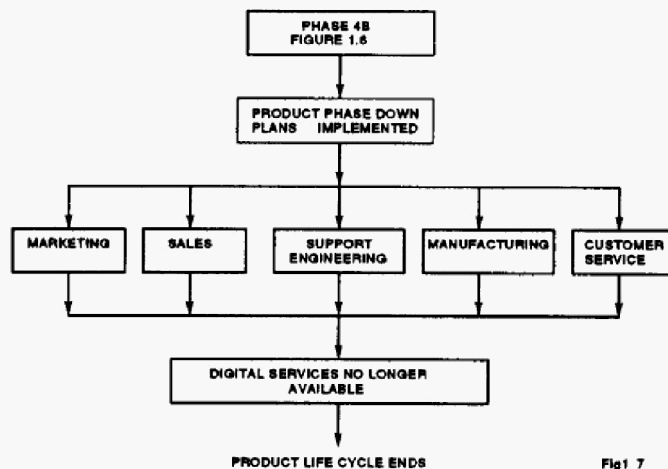 PHASE 4B
FIGURE 1.6
PRODUCT PHASE DOWN
PLANS IMPLEMENTED
MARKETING
SALES
SUPPORT
ENGINEERING
MANUFACTURING
CUSTOMER
SERVICE
DIGITAL SERVICES NO LONGER
AVAILABLE
PRODUCT LIFE CYCLE ENDS
Fig1_7